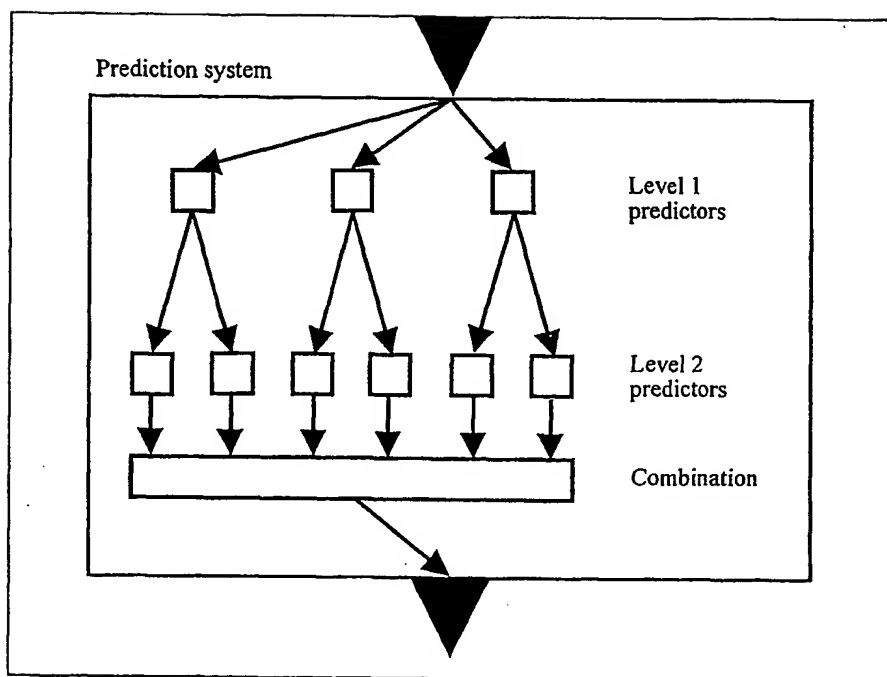 Prediction system
Level 1
predictors
Level 2
predictors
Combination